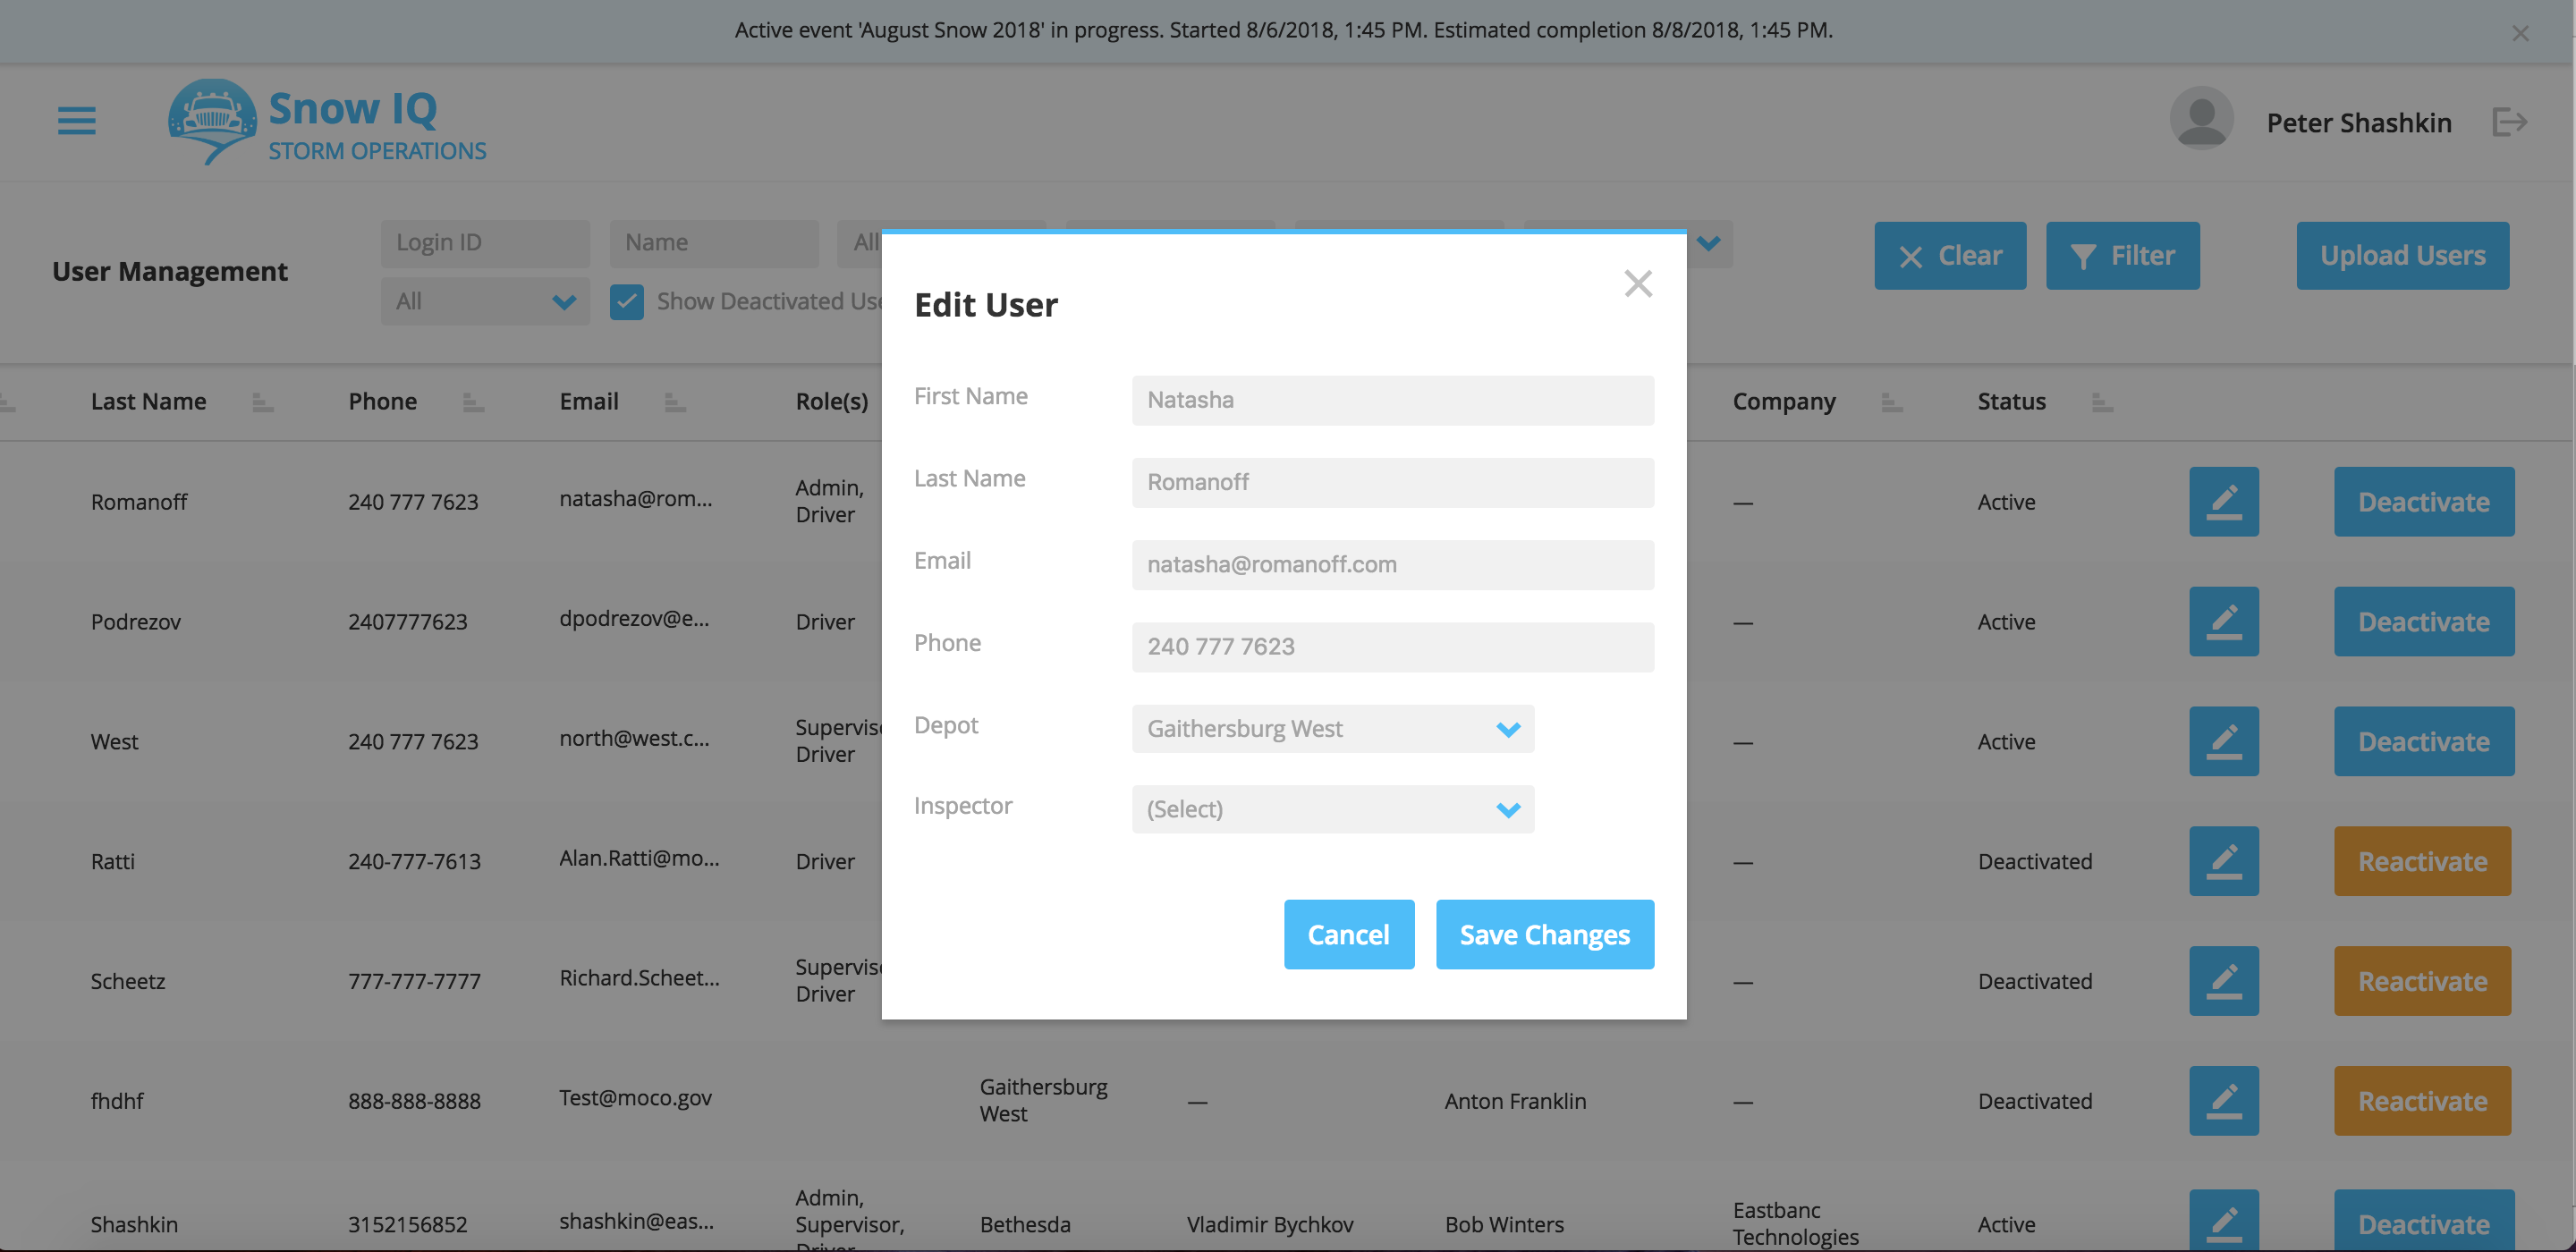 Active event 'August Snow 2018' in progress. Started 8/6/2018, 1:45 PM. Estimated completion 8/8/2018, 1:45 PM.
Snow IQ
STORM OPERATIONS
Peter Shashkin
User Management
Login ID
Name
All
Clear
Filter
Upload Users
All
Show Deactivated
Edit User
First Name
Natasha
Last Name
Romanoff
Email
natasha@romanoff.com
Phone
240 777 7623
Depot
Gaithersburg West
Inspector
(Select)
Cancel
Save Changes
Last Name Phone Email Role(s) Company Status
Romanoff 240 777 7623 natasha@rom... Admin, Driver — Active Deactivate
Podrezov 2407777623 dpodrezov@e... Driver — Active Deactivate
West 240 777 7623 north@west.c... Driver — Active Deactivate
Ratti 240-777-7613 Alan.Ratti@mo... Driver — Deactivated Reactivate
Scheetz 777-777-7777 Richard.Scheet... Driver — Deactivated Reactivate
fhdhf 888-888-8888 Test@moco.gov Gaithersburg West — Anton Franklin — Deactivated Reactivate
Shashkin 3152156852 shashkin@eas... Admin, Supervisor, Bethesda Vladimir Bychkov Bob Winters Eastbanc Technologies Active Deactivate